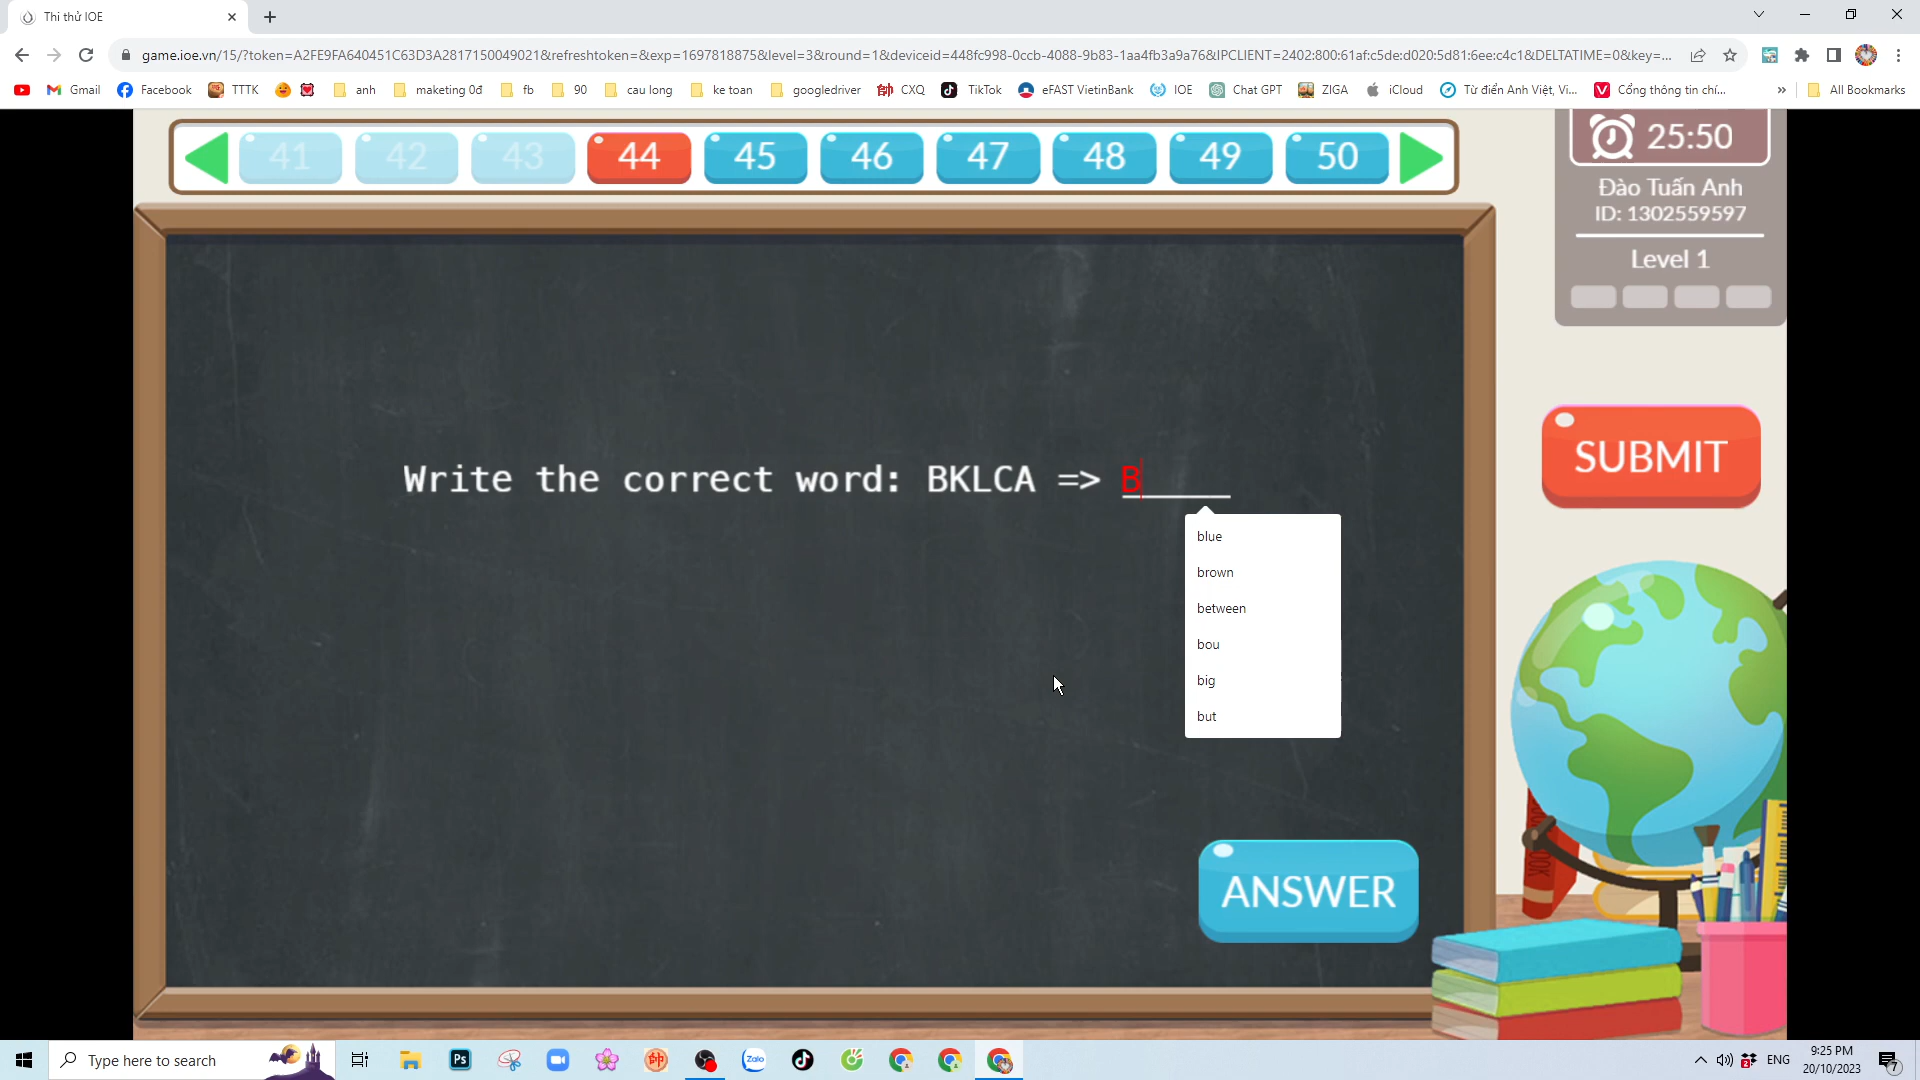 Thi thử IOE
game.ioe.vn/15/?token=A2FE9FA640451C63D3A2817150049021&refreshtoken=&exp=1697818875&level=3&round=1&deviceid=448fc998-0ccb-4088-9b83-1aa4fb3a9a76&IPCLIENT=2402:800:61af:c5de:d020:5d81:6ee:c4c1&DELTATIME=0&key=...
Gmail Facebook TTTK anh maketing 0đ fb 90 cau long ke toan googledriver CXQ TikTok eFAST VietinBank IOE Chat GPT ZIGA iCloud Từ điển Anh Việt, Vi... Cổng thông tin chí... » All Bookmarks
41 42 43 44 45 46 47 48 49 50
25:50
Đào Tuấn Anh
ID: 1302559597
Level 1
SUBMIT
Write the correct word: BKLCA => B
blue
brown
between
bou
big
but
ANSWER
Type here to search
Ps
Zalo
ENG
9:25 PM
20/10/2023
7